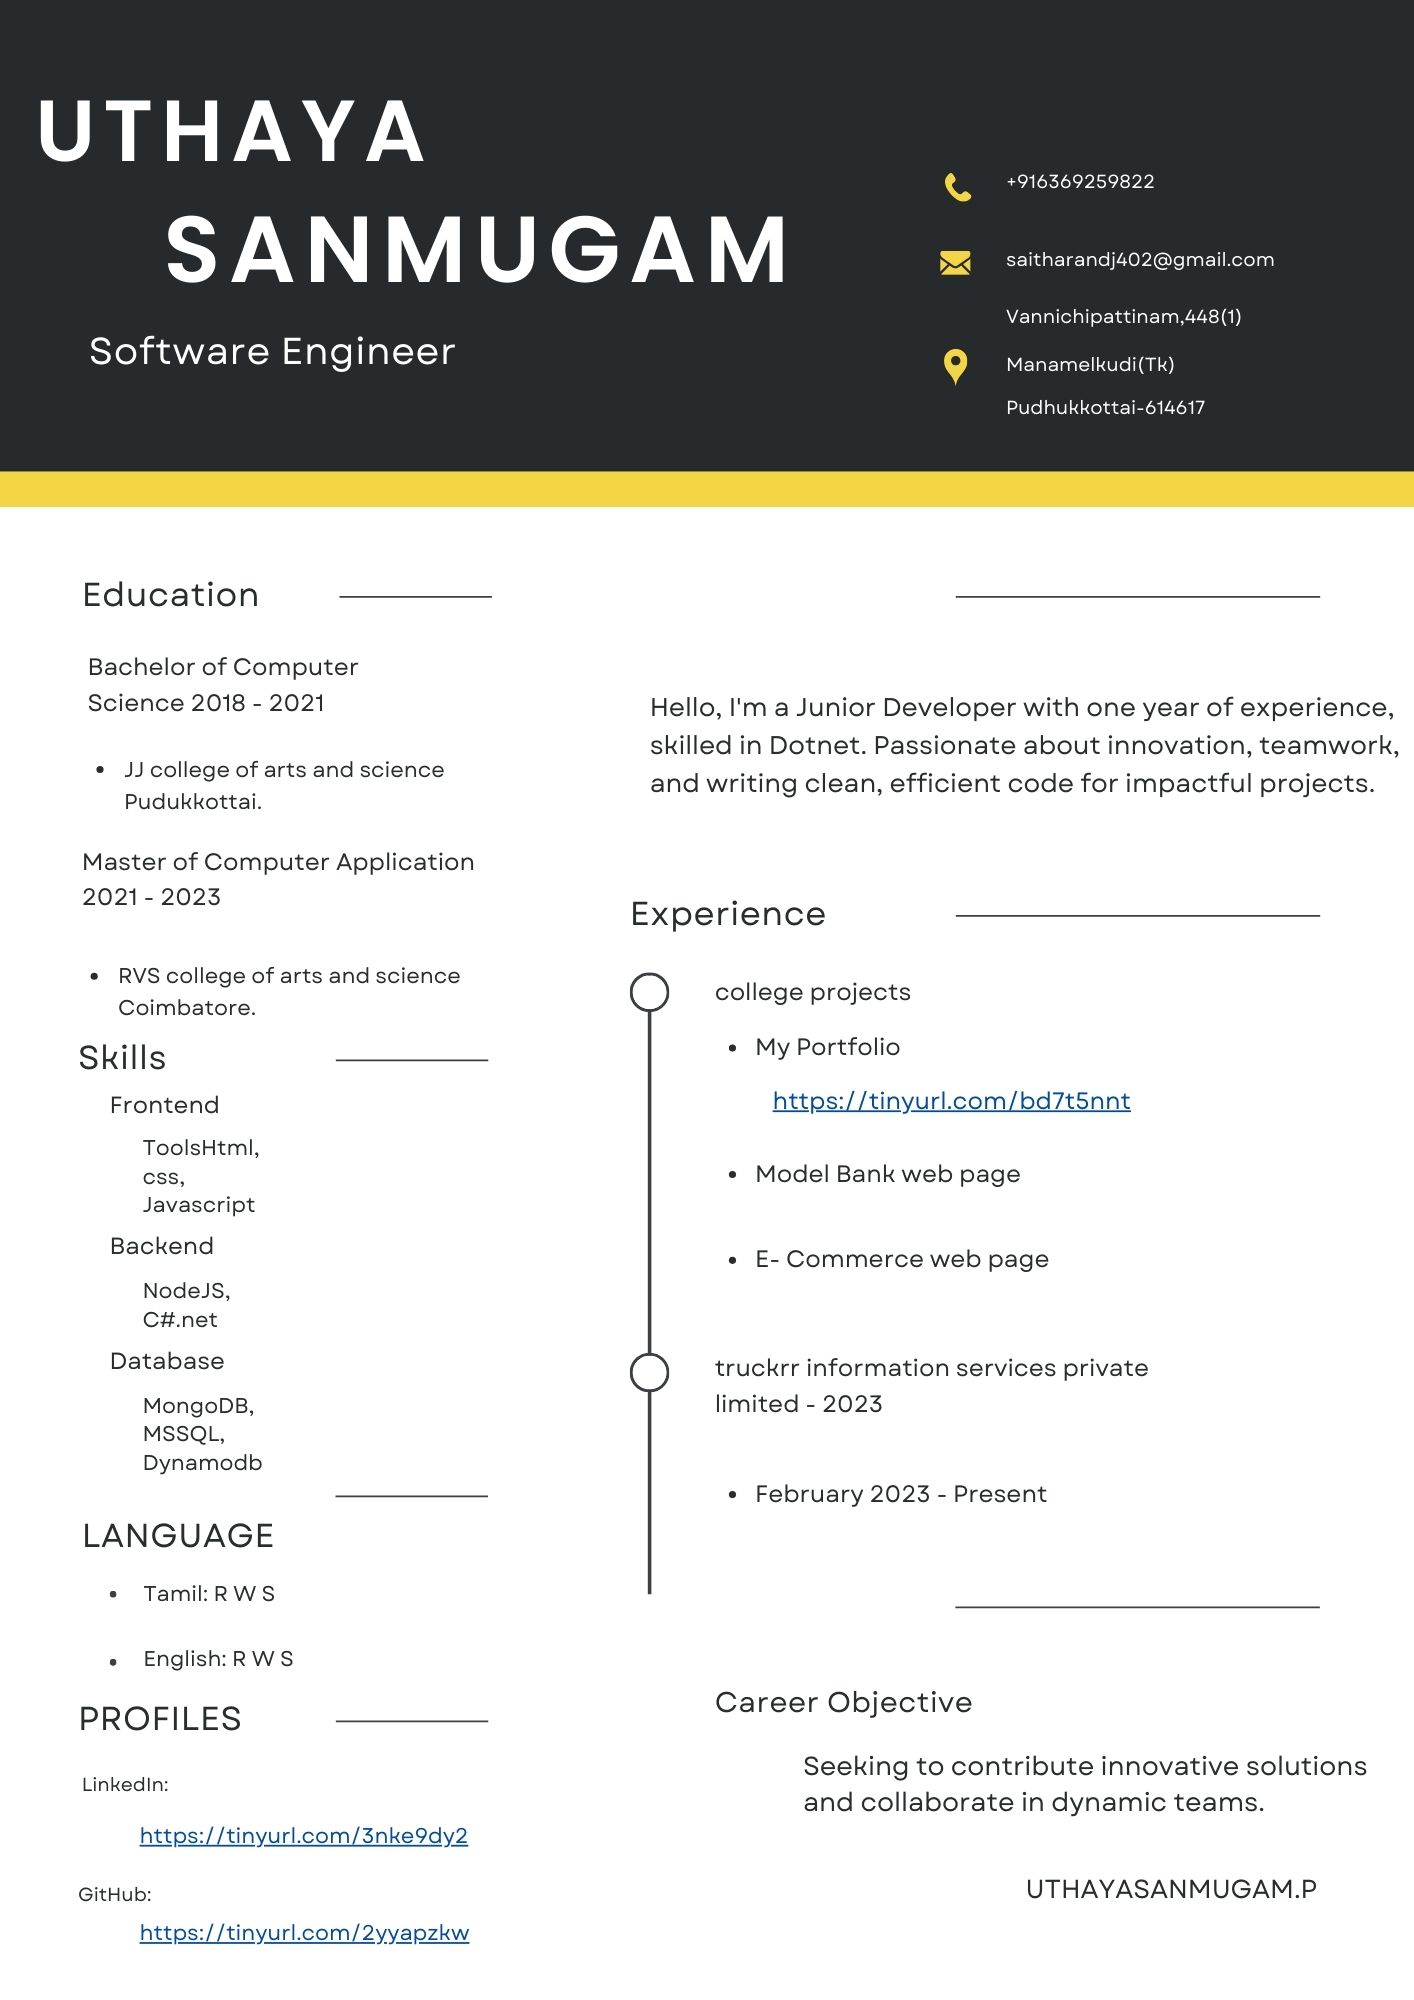 UTHAYA
SANMUGAM
Software Engineer
+916369259822
saitharandj402@gmail.com
Vannichipattinam,448(1)
Manamelkudi(Tk)
Pudhukkottai-614617
Education
Bachelor of Computer
Science 2018 - 2021
• JJ college of arts and science
Pudukkottai.
Master of Computer Application
2021 - 2023
• RVS college of arts and science
Coimbatore.
Skills
Frontend
ToolsHtml,
css,
Javascript
Backend
NodeJS,
C#.net
Database
MongoDB,
MSSQL,
Dynamodb
LANGUAGE
• Tamil: R W S
• English: R W S
PROFILES
LinkedIn:
https://tinyurl.com/3nke9dy2
GitHub:
https://tinyurl.com/2yyapzkw
Hello, I'm a Junior Developer with one year of experience,
skilled in Dotnet. Passionate about innovation, teamwork,
and writing clean, efficient code for impactful projects.
Experience
college projects
• My Portfolio
https://tinyurl.com/bd7t5nnt
• Model Bank web page
• E- Commerce web page
truckrr information services private
limited - 2023
• February 2023 - Present
Career Objective
Seeking to contribute innovative solutions
and collaborate in dynamic teams.
UTHAYASANMUGAM.P